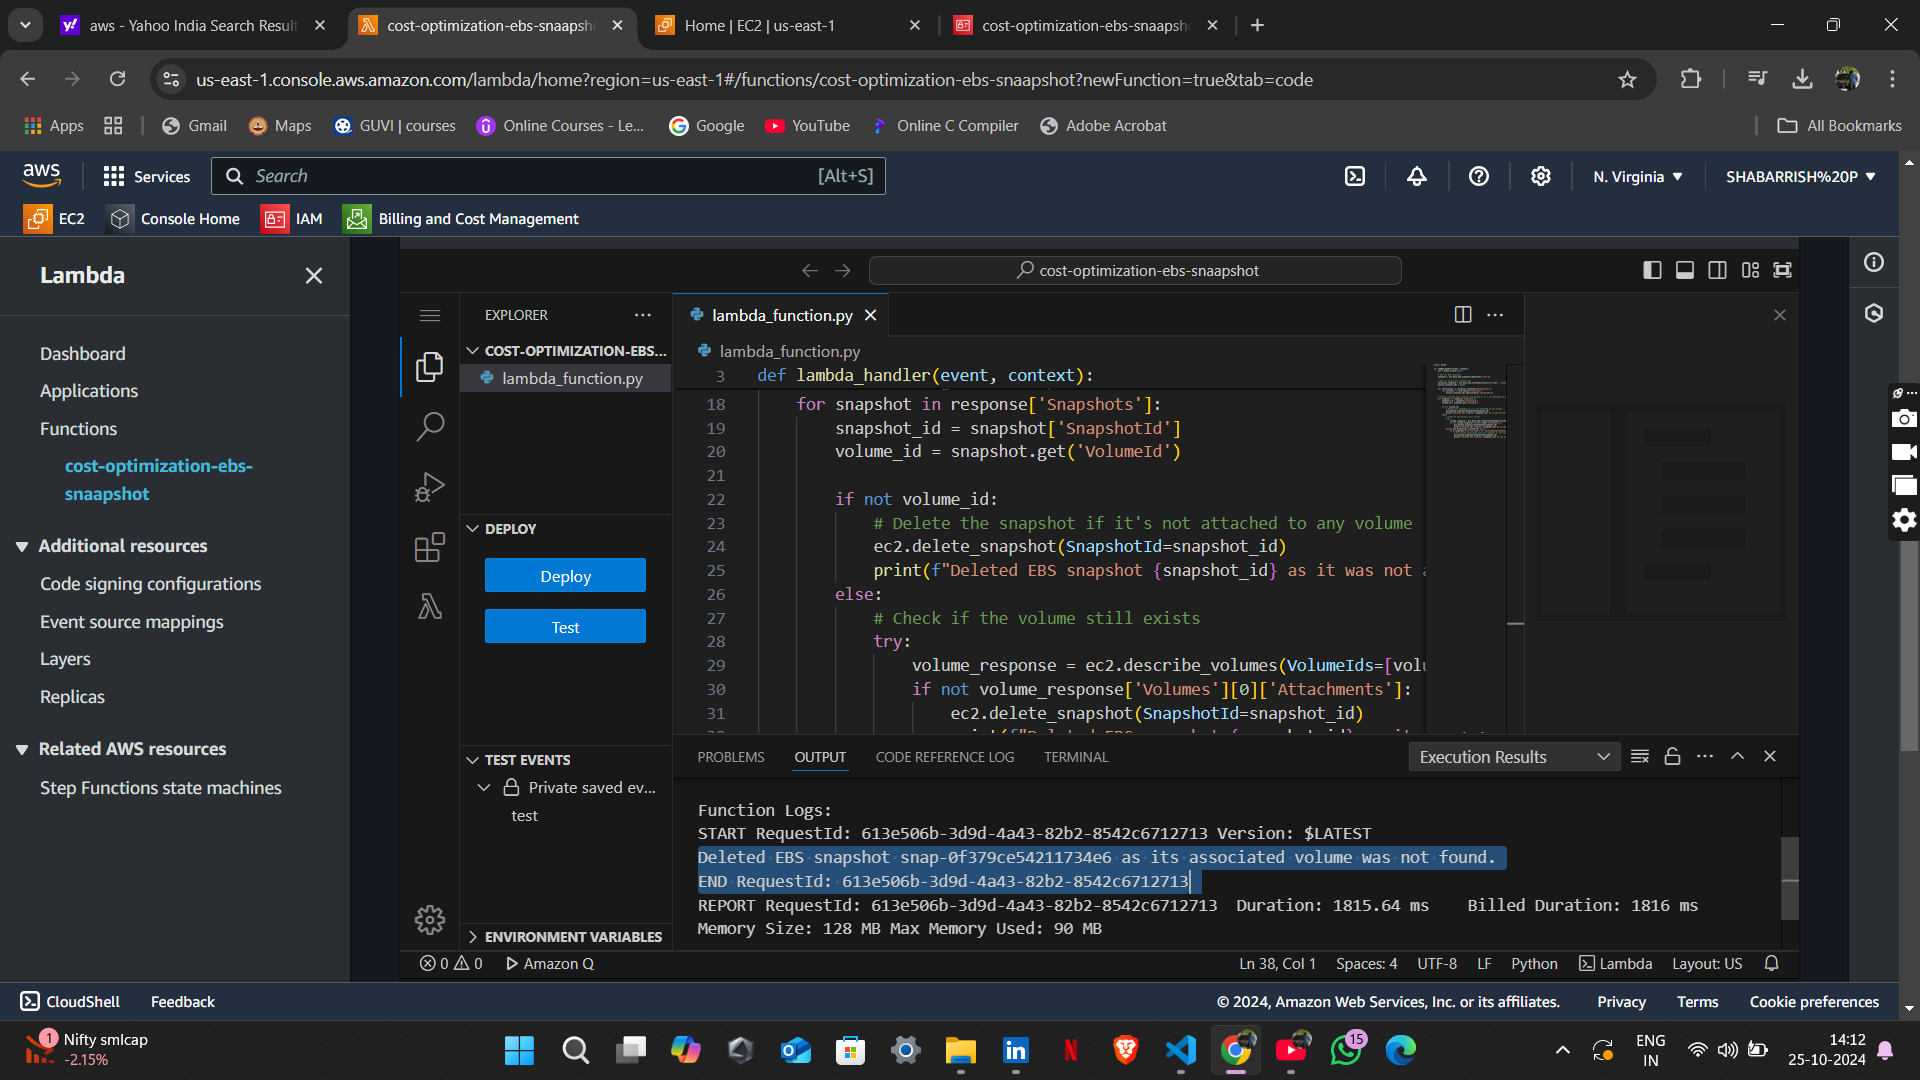 aws - Yahoo India Search Result
cost-optimization-ebs-snaapsh
Home | EC2 | us-east-1
cost-optimization-ebs-snaapsh
us-east-1.console.aws.amazon.com/lambda/home?region=us-east-1#/functions/cost-optimization-ebs-snaapshot?newFunction=true&tab=code
Apps
Gmail
Maps
GUVI | courses
Online Courses - Le...
Google
YouTube
Online C Compiler
Adobe Acrobat
All Bookmarks
aws
Services
Search
[Alt+S]
N. Virginia
SHABARRISH%20P
EC2
Console Home
IAM
Billing and Cost Management
Lambda
Dashboard
Applications
Functions
cost-optimization-ebs-
snaapshot
Additional resources
Code signing configurations
Event source mappings
Layers
Replicas
Related AWS resources
Step Functions state machines
cost-optimization-ebs-snaapshot
EXPLORER
COST-OPTIMIZATION-EBS...
lambda_function.py
DEPLOY
Deploy
Test
TEST EVENTS
Private saved ev...
test
ENVIRONMENT VARIABLES
lambda_function.py
lambda_function.py
3 def lambda_handler(event, context):
18 for snapshot in response['Snapshots']:
19 snapshot_id = snapshot['SnapshotId']
20 volume_id = snapshot.get('VolumeId')
21
22 if not volume_id:
23 # Delete the snapshot if it's not attached to any volume
24 ec2.delete_snapshot(SnapshotId=snapshot_id)
25 print(f"Deleted EBS snapshot {snapshot_id} as it was not a
26 else:
27 # Check if the volume still exists
28 try:
29 volume_response = ec2.describe_volumes(VolumeIds=[volu
30 if not volume_response['Volumes'][0]['Attachments']:
31 ec2.delete_snapshot(SnapshotId=snapshot_id)
PROBLEMS
OUTPUT
CODE REFERENCE LOG
TERMINAL
Execution Results
Function Logs:
START RequestId: 613e506b-3d9d-4a43-82b2-8542c6712713 Version: $LATEST
Deleted EBS snapshot snap-0f379ce54211734e6 as its associated volume was not found.
END RequestId: 613e506b-3d9d-4a43-82b2-8542c6712713
REPORT RequestId: 613e506b-3d9d-4a43-82b2-8542c6712713 Duration: 1815.64 ms Billed Duration: 1816 ms
Memory Size: 128 MB Max Memory Used: 90 MB
0 0
Amazon Q
Ln 38, Col 1
Spaces: 4
UTF-8
LF
Python
Lambda
Layout: US
CloudShell
Feedback
© 2024, Amazon Web Services, Inc. or its affiliates.
Privacy
Terms
Cookie preferences
1
Nifty smlcap
-2.15%
15
ENG
IN
14:12
25-10-2024